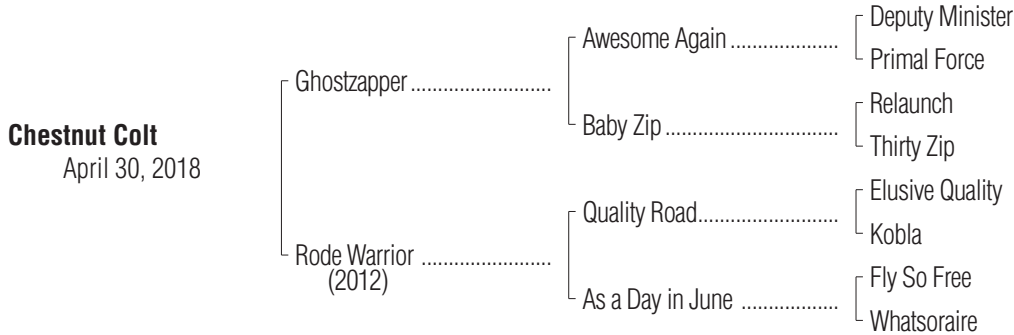 Chestnut Colt
April 30, 2018
Ghostzapper
Rode Warrior
(2012)
Awesome Again
Baby Zip
Quality Road
As a Day in June
Deputy Minister
Primal Force
Relaunch
Thirty Zip
Elusive Quality
Kobla
Fly So Free
Whatsoraire